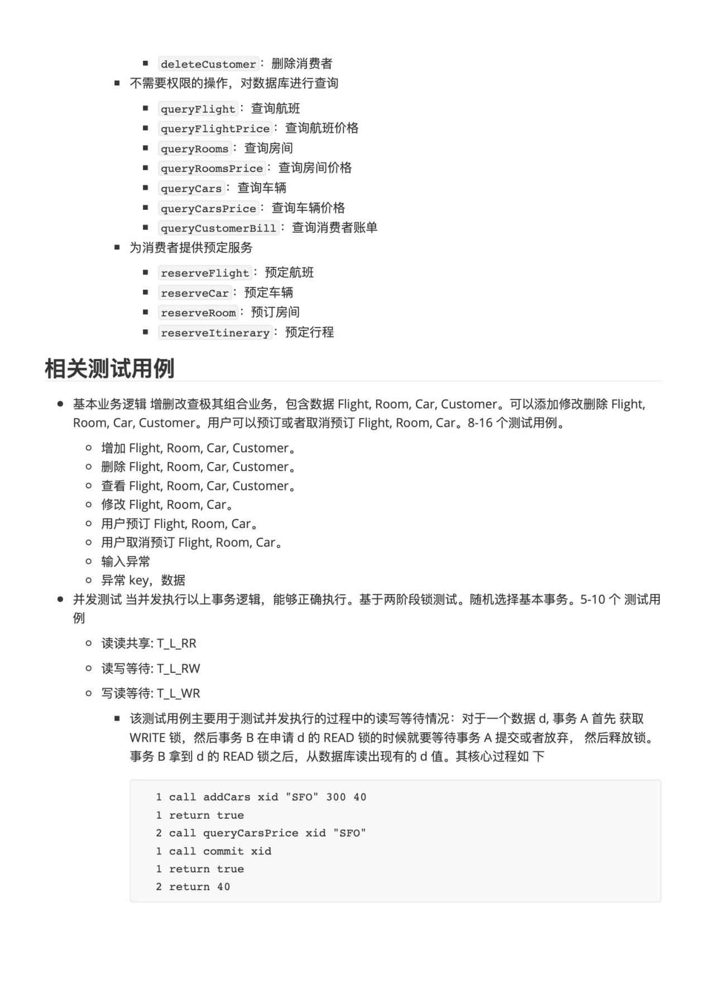 deleteCustomer：删除消费者
不需要权限的操作，对数据库进行查询
queryFlight：查询航班
queryFlightPrice：查询航班价格
queryRooms：查询房间
queryRoomsPrice：查询房间价格
queryCars：查询车辆
queryCarsPrice：查询车辆价格
queryCustomerBill：查询消费者账单
为消费者提供预定服务
reserveFlight：预定航班
reserveCar：预定车辆
reserveRoom：预订房间
reserveItinerary：预定行程
相关测试用例
基本业务逻辑 增删改查极其组合业务，包含数据 Flight, Room, Car, Customer。可以添加修改删除 Flight,
Room, Car, Customer。用户可以预订或者取消预订 Flight, Room, Car。8-16 个测试用例。
增加 Flight, Room, Car, Customer。
删除 Flight, Room, Car, Customer。
查看 Flight, Room, Car, Customer。
修改 Flight, Room, Car。
用户预订 Flight, Room, Car。
用户取消预订 Flight, Room, Car。
输入异常
异常 key，数据
并发测试 当并发执行以上事务逻辑，能够正确执行。基于两阶段锁测试。随机选择基本事务。5-10 个 测试用
例
读读共享: T_L_RR
读写等待: T_L_RW
写读等待: T_L_WR
该测试用例主要用于测试并发执行的过程中的读写等待情况：对于一个数据 d, 事务 A 首先 获取
WRITE 锁，然后事务 B 在申请 d 的 READ 锁的时候就要等待事务 A 提交或者放弃， 然后释放锁。
事务 B 拿到 d 的 READ 锁之后，从数据库读出现有的 d 值。其核心过程如 下
1 call addCars xid "SFO" 300 40
1 return true
2 call queryCarsPrice xid "SFO"
1 call commit xid
1 return true
2 return 40